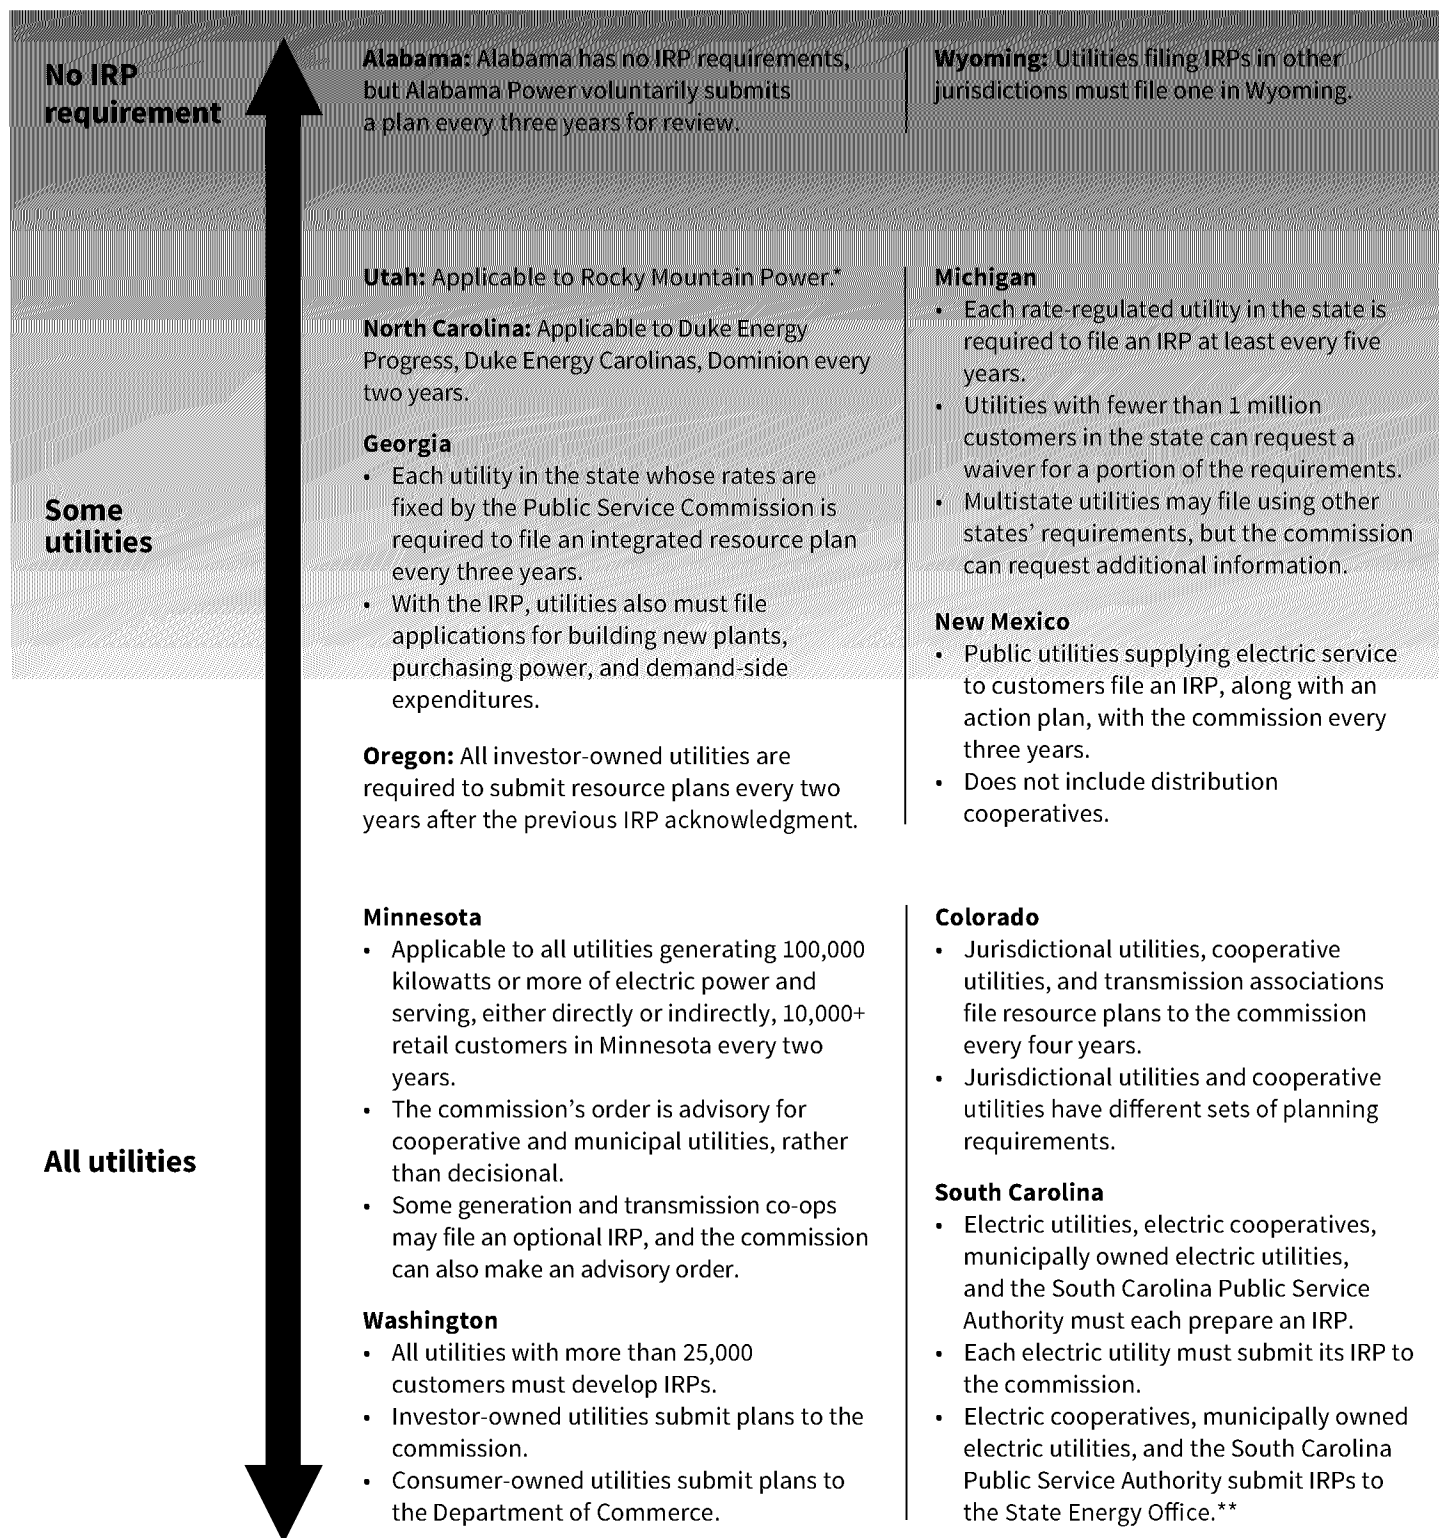 No IRP
requirement
Alabama: Alabama has no IRP requirements,
but Alabama Power voluntarily submits
a plan every three years for review.
Wyoming: Utilities filing IRPs in other
jurisdictions must file one in Wyoming.
Some
utilities
Utah: Applicable to Rocky Mountain Power.*
North Carolina: Applicable to Duke Energy
Progress, Duke Energy Carolinas, Dominion every
two years.
Georgia
• Each utility in the state whose rates are
fixed by the Public Service Commission is
required to file an integrated resource plan
every three years.
• With the IRP, utilities also must file
applications for building new plants,
purchasing power, and demand-side
expenditures.
Oregon: All investor-owned utilities are
required to submit resource plans every two
years after the previous IRP acknowledgment.
Michigan
• Each rate-regulated utility in the state is
required to file an IRP at least every five
years.
• Utilities with fewer than 1 million
customers in the state can request a
waiver for a portion of the requirements.
• Multistate utilities may file using other
states’ requirements, but the commission
can request additional information.
New Mexico
• Public utilities supplying electric service
to customers file an IRP, along with an
action plan, with the commission every
three years.
• Does not include distribution
cooperatives.
All utilities
Minnesota
• Applicable to all utilities generating 100,000
kilowatts or more of electric power and
serving, either directly or indirectly, 10,000+
retail customers in Minnesota every two
years.
• The commission’s order is advisory for
cooperative and municipal utilities, rather
than decisional.
• Some generation and transmission co-ops
may file an optional IRP, and the commission
can also make an advisory order.
Washington
• All utilities with more than 25,000
customers must develop IRPs.
• Investor-owned utilities submit plans to the
commission.
• Consumer-owned utilities submit plans to
the Department of Commerce.
Colorado
• Jurisdictional utilities, cooperative
utilities, and transmission associations
file resource plans to the commission
every four years.
• Jurisdictional utilities and cooperative
utilities have different sets of planning
requirements.
South Carolina
• Electric utilities, electric cooperatives,
municipally owned electric utilities,
and the South Carolina Public Service
Authority must each prepare an IRP.
• Each electric utility must submit its IRP to
the commission.
• Electric cooperatives, municipally owned
electric utilities, and the South Carolina
Public Service Authority submit IRPs to
the State Energy Office.**